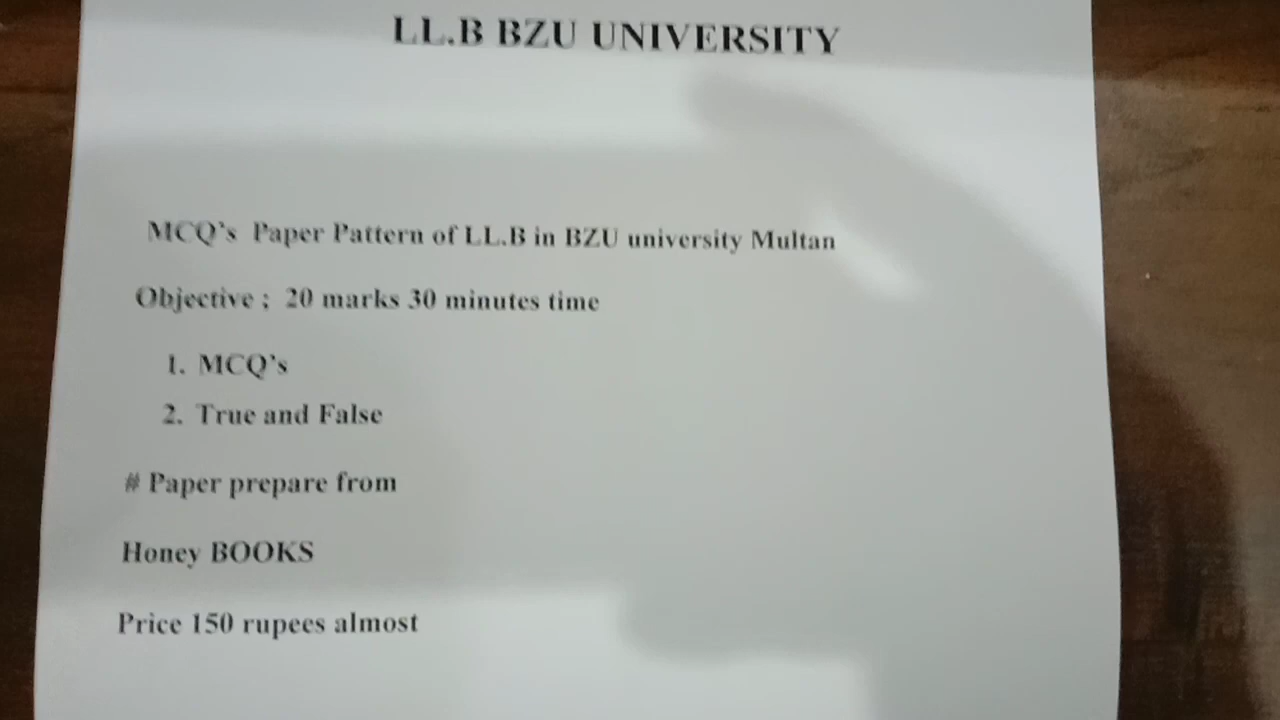 LL.B BZU UNIVERSITY
MCQ's Paper Pattern of LL.B in BZU university Multan
Objective ; 20 marks 30 minutes time
1. MCQ's
2. True and False
# Paper prepare from
Honey BOOKS
Price 150 rupees almost